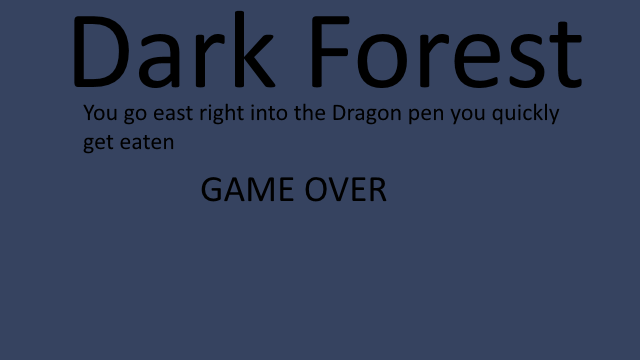 Dark Forest
You go east right into the Dragon pen you quickly
get eaten
GAME OVER